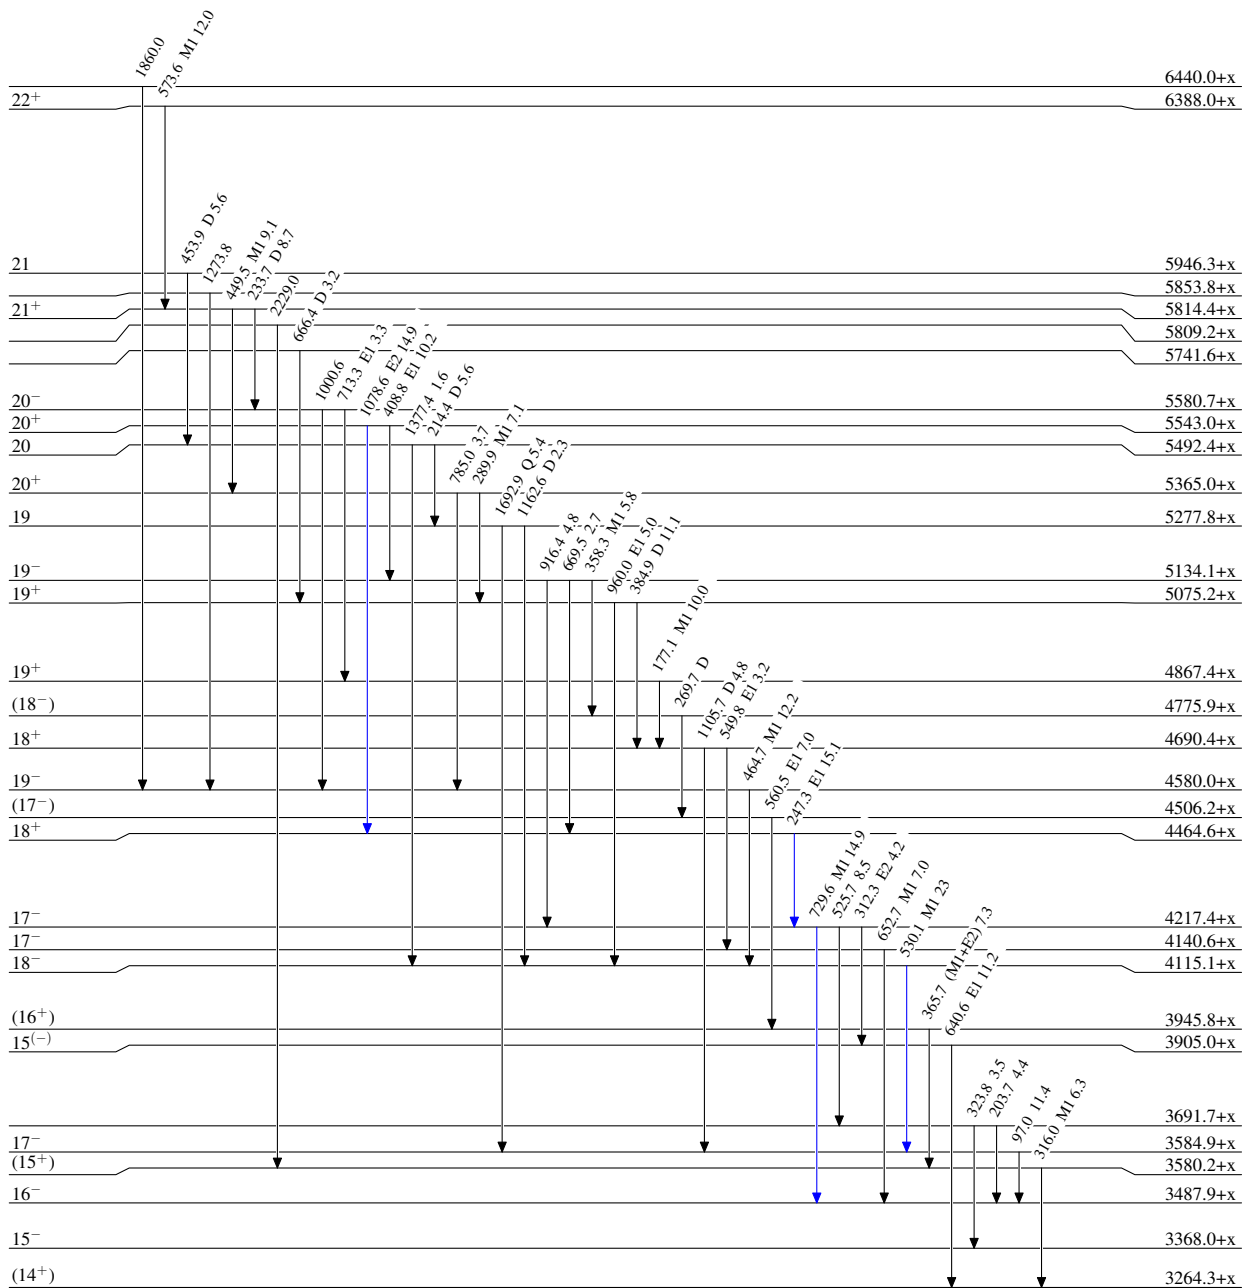 1860.0
573.6 M1 12.0
6440.0+x
22+ 6388.0+x
453.9 D 5.6
1273.8
449.5 M1 9.1
233.7 D 8.7
2229.0
666.4 D 3.2
21 5946.3+x
5853.8+x
21+ 5814.4+x
5809.2+x
5741.6+x
1000.6
713.3 E1 3.3
1078.6 E2 14.9
408.8 E1 10.2
1377.4 1.6
214.4 D 5.6
20− 5580.7+x
20+ 5543.0+x
20 5492.4+x
785.0 3.7
289.9 M1 7.1
1692.9 Q 5.4
1162.6 D 2.3
20+ 5365.0+x
19 5277.8+x
916.4 4.8
669.5 2.7
358.3 M1 5.8
960.0 E1 5.0
384.9 D 11.1
19− 5134.1+x
19+ 5075.2+x
177.1 M1 10.0
269.7 D
1105.7 D 4.8
549.8 E1 3.2
19+ 4867.4+x
(18−) 4775.9+x
18+ 4690.4+x
464.7 M1 12.2
560.5 E1 7.0
247.3 E1 15.1
19− 4580.0+x
(17−) 4506.2+x
18+ 4464.6+x
729.6 M1 14.9
525.7 8.5
312.3 E2 4.2
652.7 M1 7.0
530.1 M1 23
365.7 (M1+E2) 7.3
640.6 E1 11.2
17− 4217.4+x
17− 4140.6+x
18− 4115.1+x
(16+) 3945.8+x
15(−) 3905.0+x
323.8 3.5
203.7 4.4
97.0 11.4
316.0 M1 6.3
3691.7+x
17− 3584.9+x
(15+) 3580.2+x
16− 3487.9+x
15− 3368.0+x
(14+) 3264.3+x